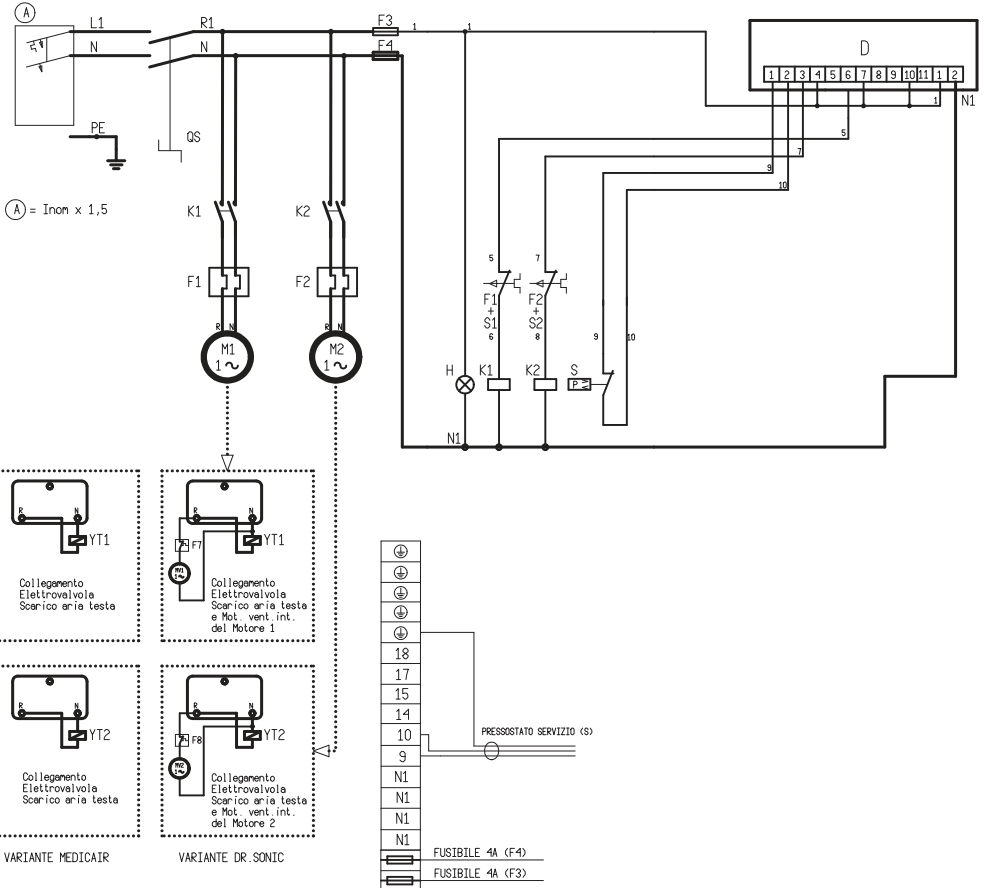 A
L1
R1
F3
1
1
N
N
F4
D
1 2 3 4 5 6 7 8 9 10 11 1 2
1
N1
PE
QS
5
7
9
10
A = Inom x 1,5
K1
K2
5
7
F1
F2
F1
+
S1
F2
+
S2
R N
R N
6
8
9
10
M1
1~
M2
1~
H
K1
K2
S
P
N1
R
N
YT1
Collegamento
Elettrovalvola
Scarico aria testa
R
N
F7
YT1
MV1
1~
Collegamento
Elettrovalvola
Scarico aria testa
e Mot. vent.int.
del Motore 1
R
N
YT2
Collegamento
Elettrovalvola
Scarico aria testa
R
N
F8
YT2
MV2
1~
Collegamento
Elettrovalvola
Scarico aria testa
e Mot. vent.int.
del Motore 2
VARIANTE MEDICAIR
VARIANTE DR.SONIC
18
17
15
14
10
PRESSOSTATO SERVIZIO (S)
9
N1
N1
N1
N1
FUSIBILE 4A (F4)
FUSIBILE 4A (F3)